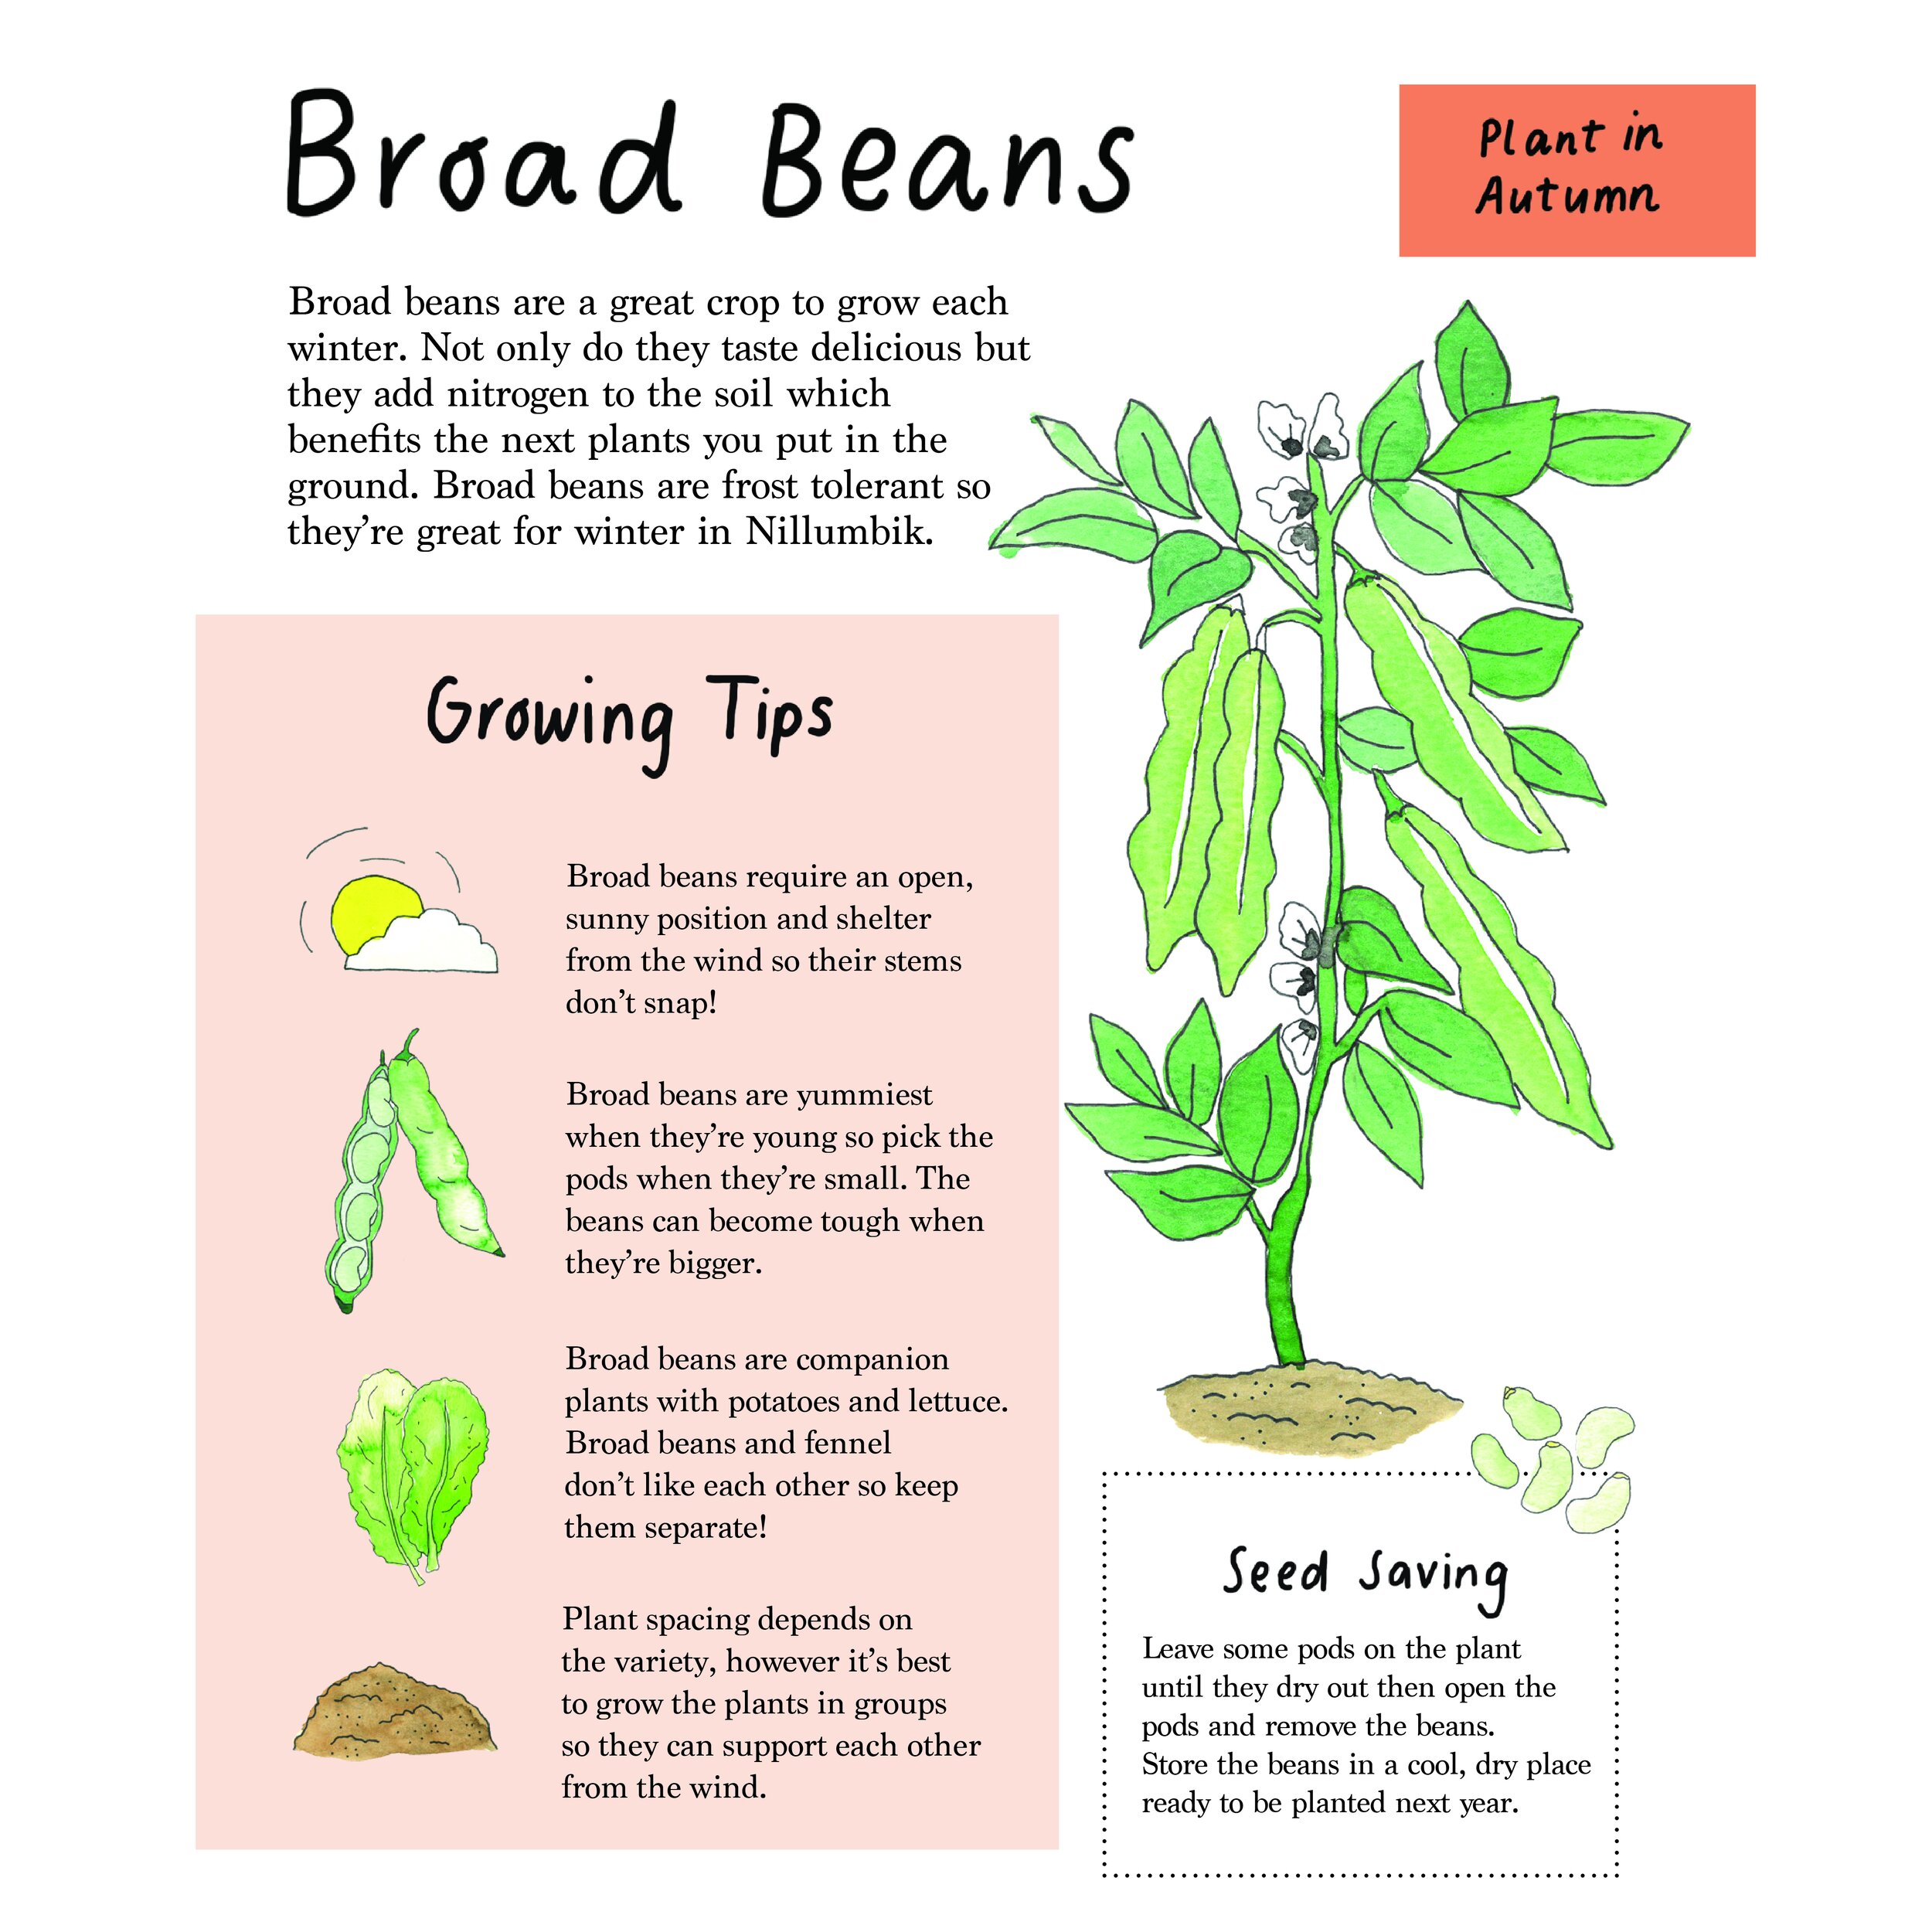 Broad Beans
Plant in
Autumn
Broad beans are a great crop to grow each
winter. Not only do they taste delicious but
they add nitrogen to the soil which
benefits the next plants you put in the
ground. Broad beans are frost tolerant so
they’re great for winter in Nillumbik.
Growing Tips
Broad beans require an open,
sunny position and shelter
from the wind so their stems
don’t snap!
Broad beans are yummiest
when they’re young so pick the
pods when they’re small. The
beans can become tough when
they’re bigger.
Broad beans are companion
plants with potatoes and lettuce.
Broad beans and fennel
don’t like each other so keep
them separate!
Plant spacing depends on
the variety, however it’s best
to grow the plants in groups
so they can support each other
from the wind.
Seed Saving
Leave some pods on the plant
until they dry out then open the
pods and remove the beans.
Store the beans in a cool, dry place
ready to be planted next year.